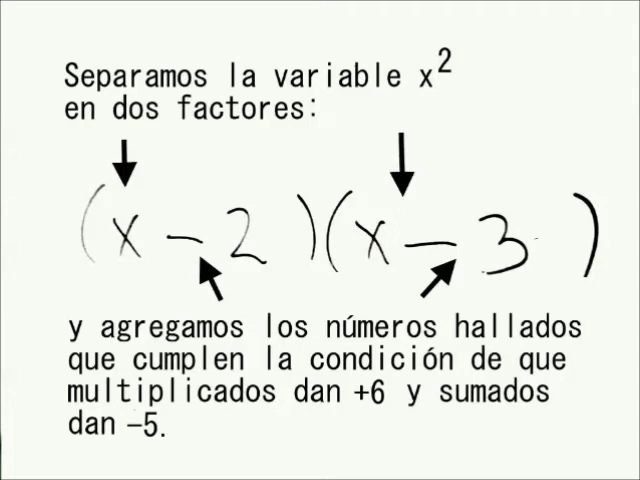 Separamos la variable x²
en dos factores:
(x - 2)(x - 3)
y agregamos los números hallados
que cumplen la condición de que
multiplicados dan +6 y sumados
dan -5.